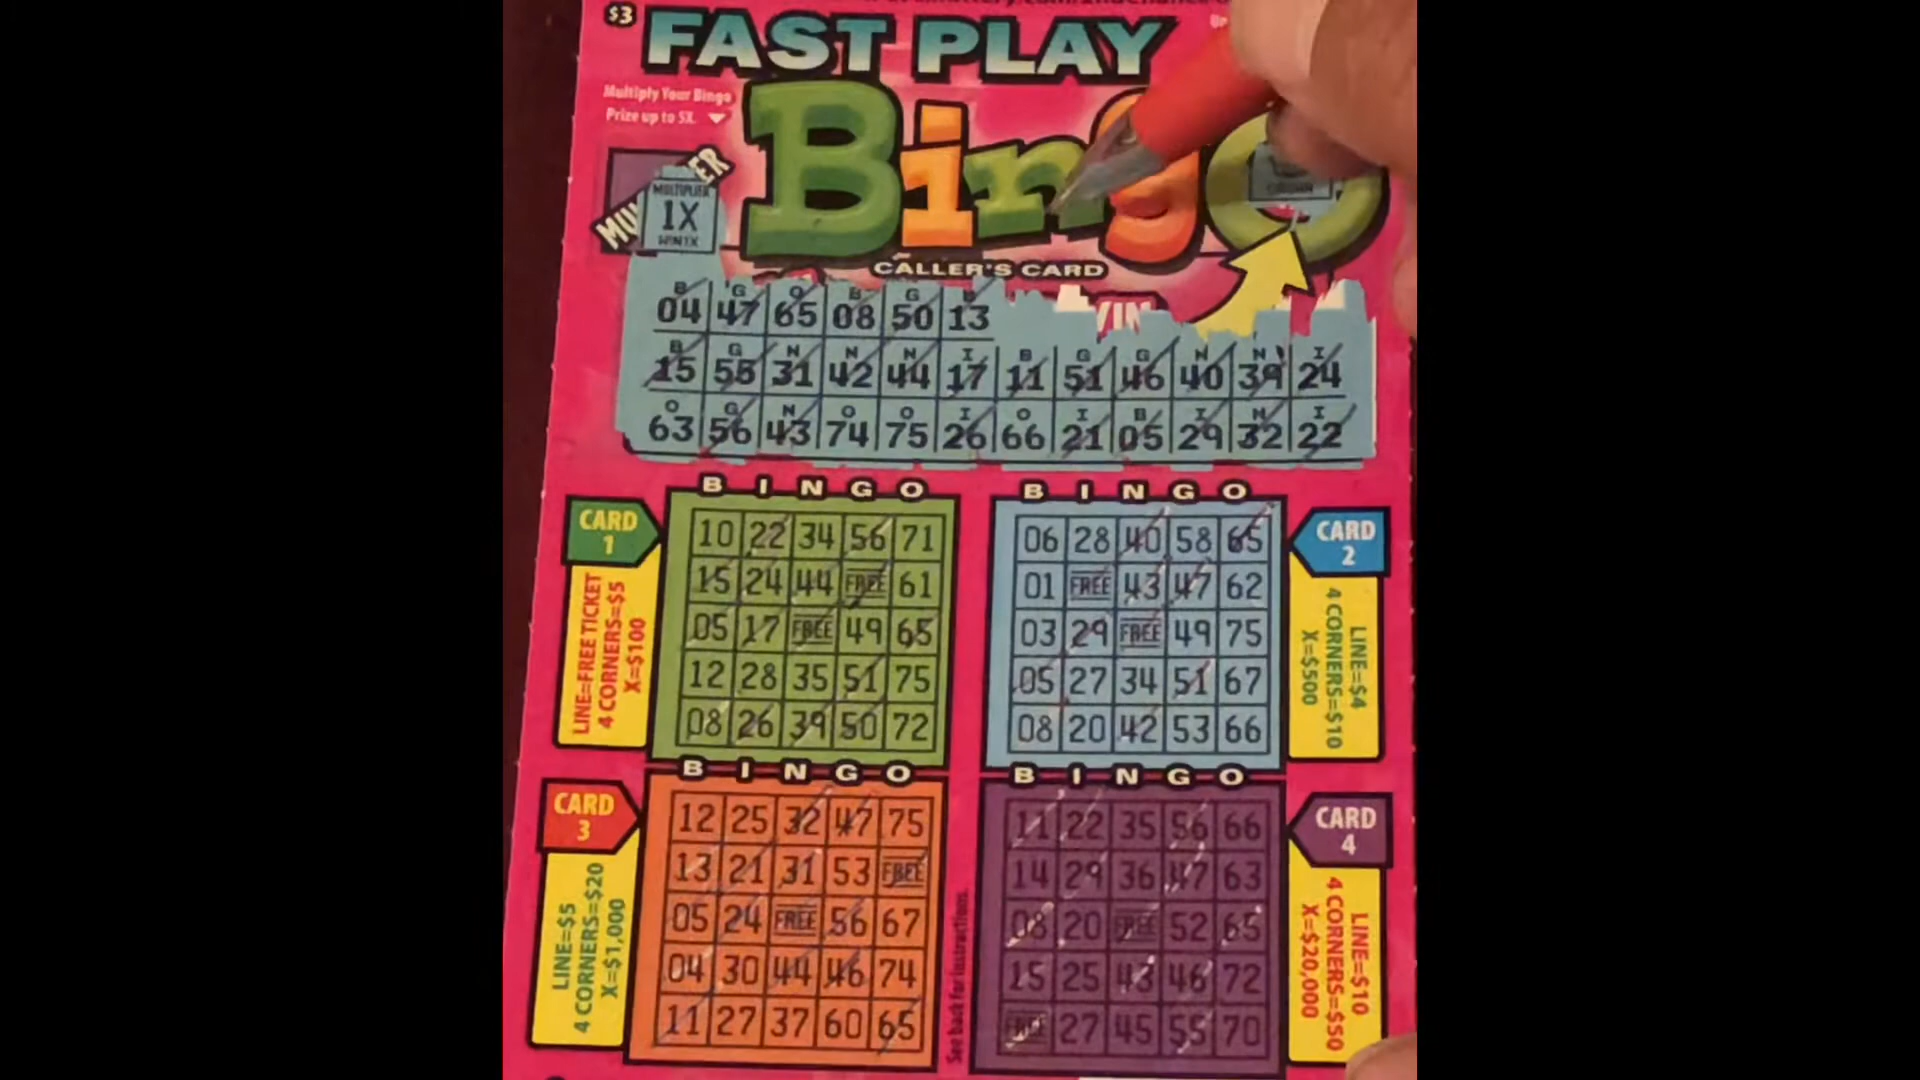 $3
FAST PLAY
Multiply Your Bingo
Prize up to 5X.
Bingo
MULTIPLIER
1X
WIN1X
CALLER'S CARD
B G O B G B
04 47 65 08 50 13
WIN
B G N N N I B G G N N I
15 55 31 42 44 17 11 51 46 40 39 24
O G N O O I O I B I N I
63 56 43 74 75 26 66 21 05 29 32 22
B I N G O
CARD
1
LINE=FREE TICKET
4 CORNERS=$5
X=$100
10 22 34 56 71
15 24 44 FREE 61
05 17 FREE 49 65
12 28 35 51 75
08 26 39 50 72
B I N G O
CARD
2
LINE=$4
4 CORNERS=$10
X=$500
06 28 40 58 65
01 FREE 43 47 62
03 29 FREE 49 75
05 27 34 51 67
08 20 42 53 66
B I N G O
CARD
3
LINE=$5
4 CORNERS=$20
X=$1,000
12 25 32 47 75
13 21 31 53 FREE
05 24 FREE 56 67
04 30 44 46 74
11 27 37 60 65
See back for instructions.
B I N G O
CARD
4
LINE=$10
4 CORNERS=$50
X=$20,000
11 22 35 56 66
14 29 36 47 63
08 20 FREE 52 65
15 25 43 46 72
FREE 27 45 55 70